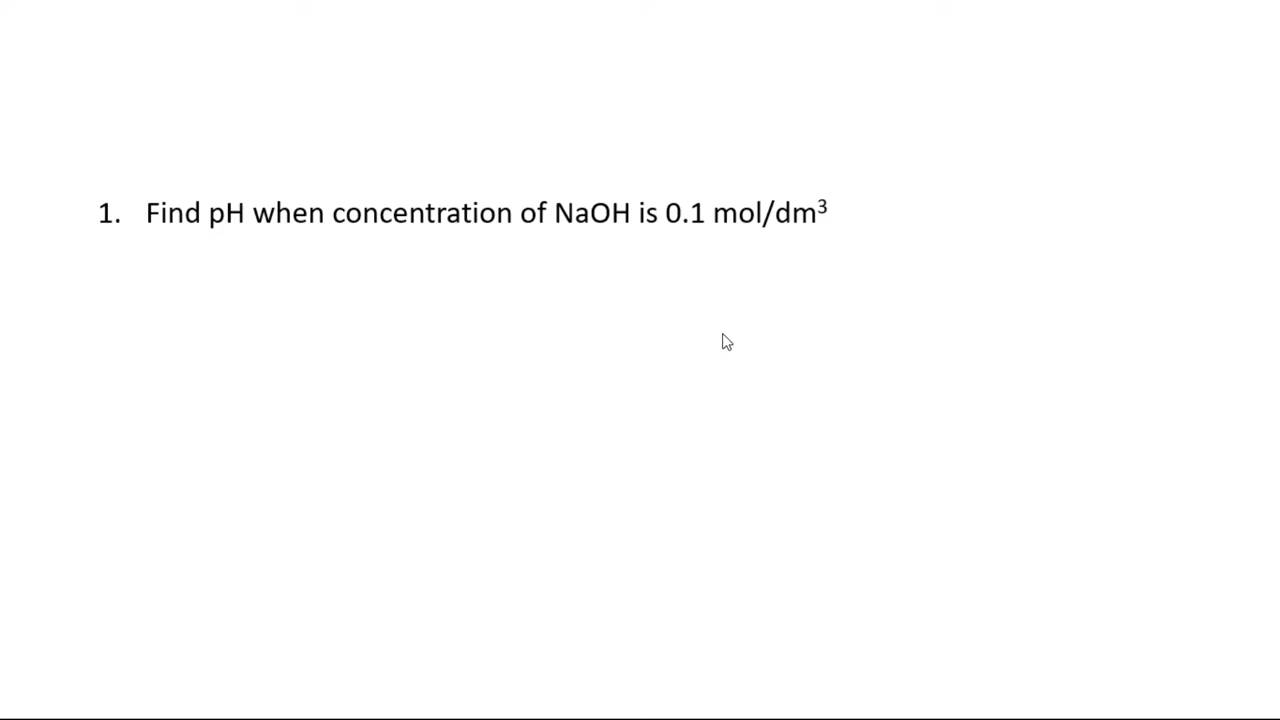 1. Find pH when concentration of NaOH is 0.1 mol/dm³